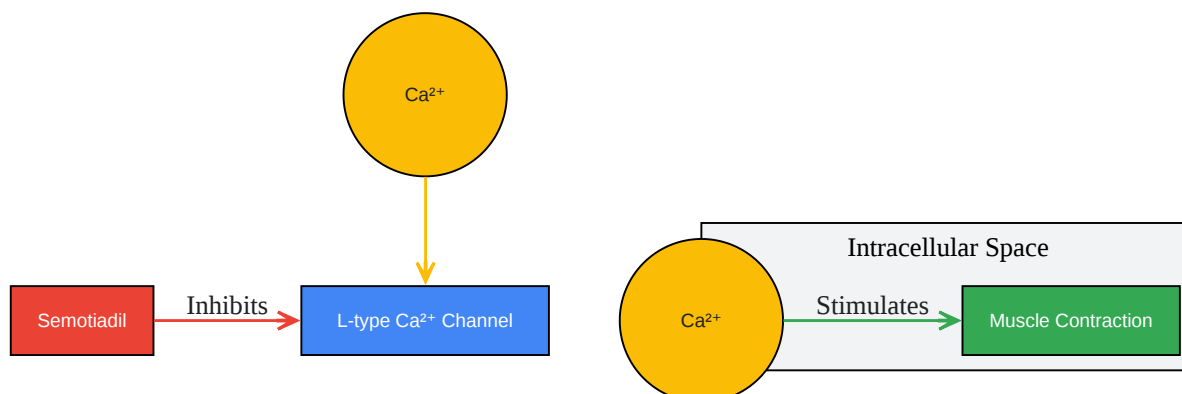 Ca²⁺
Intracellular Space
Semotiadil
Inhibits
L-type Ca²⁺ Channel
Ca²⁺
Stimulates
Muscle Contraction